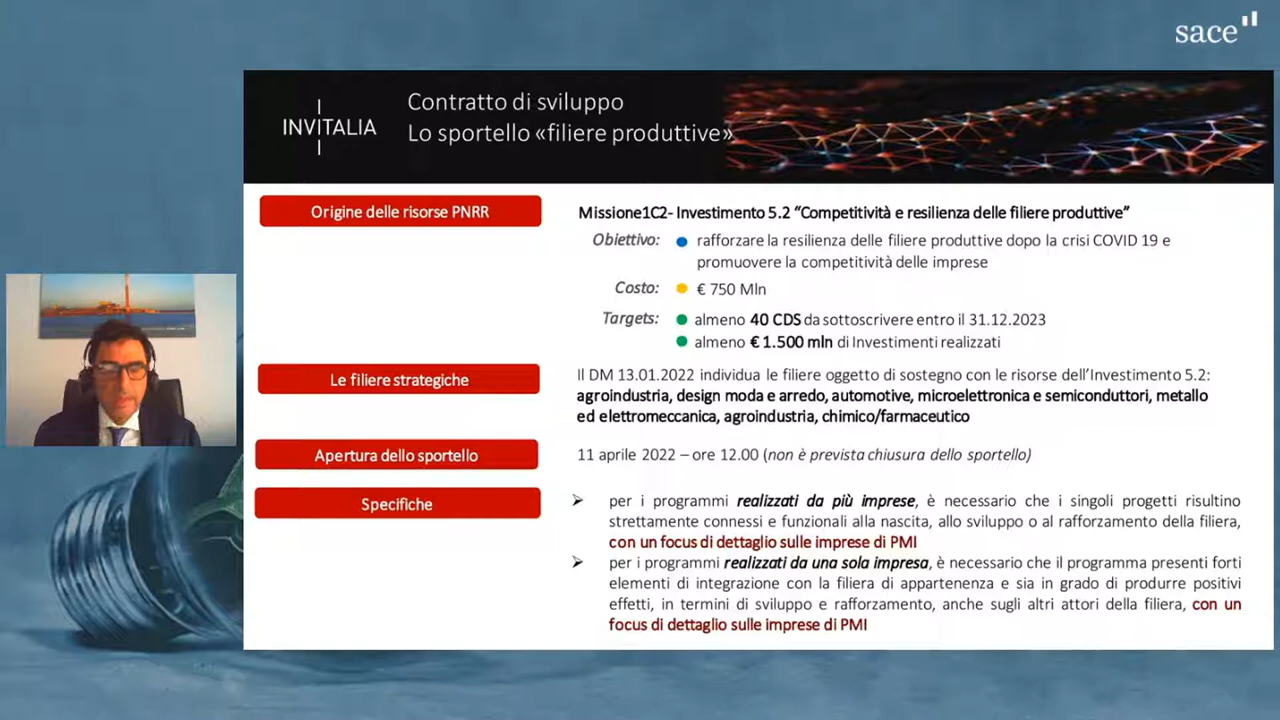 sace
INVITALIA
Contratto di sviluppo
Lo sportello «filiere produttive»
Origine delle risorse PNRR
Missione1C2- Investimento 5.2 “Competitività e resilienza delle filiere produttive”
Obiettivo:
rafforzare la resilienza delle filiere produttive dopo la crisi COVID 19 e
promuovere la competitività delle imprese
Costo:
€ 750 Mln
Targets:
almeno 40 CDS da sottoscrivere entro il 31.12.2023
almeno € 1.500 mln di Investimenti realizzati
Le filiere strategiche
Il DM 13.01.2022 individua le filiere oggetto di sostegno con le risorse dell’Investimento 5.2:
agroindustria, design moda e arredo, automotive, microelettronica e semiconduttori, metallo
ed elettromeccanica, agroindustria, chimico/farmaceutico
Apertura dello sportello
11 aprile 2022 – ore 12.00 (non è prevista chiusura dello sportello)
Specifiche
per i programmi realizzati da più imprese, è necessario che i singoli progetti risultino
strettamente connessi e funzionali alla nascita, allo sviluppo o al rafforzamento della filiera,
con un focus di dettaglio sulle imprese di PMI
per i programmi realizzati da una sola impresa, è necessario che il programma presenti forti
elementi di integrazione con la filiera di appartenenza e sia in grado di produrre positivi
effetti, in termini di sviluppo e rafforzamento, anche sugli altri attori della filiera, con un
focus di dettaglio sulle imprese di PMI